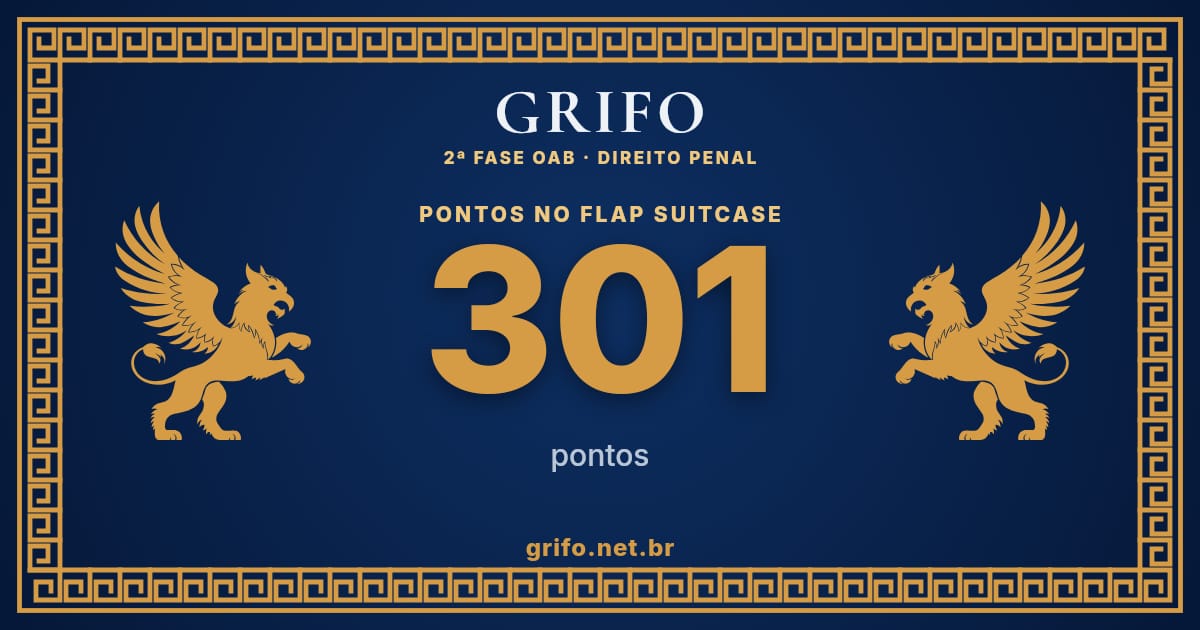 GRIFO
2ª FASE OAB · DIREITO PENAL
PONTOS NO FLAP SUITCASE
301
pontos
grifo.net.br